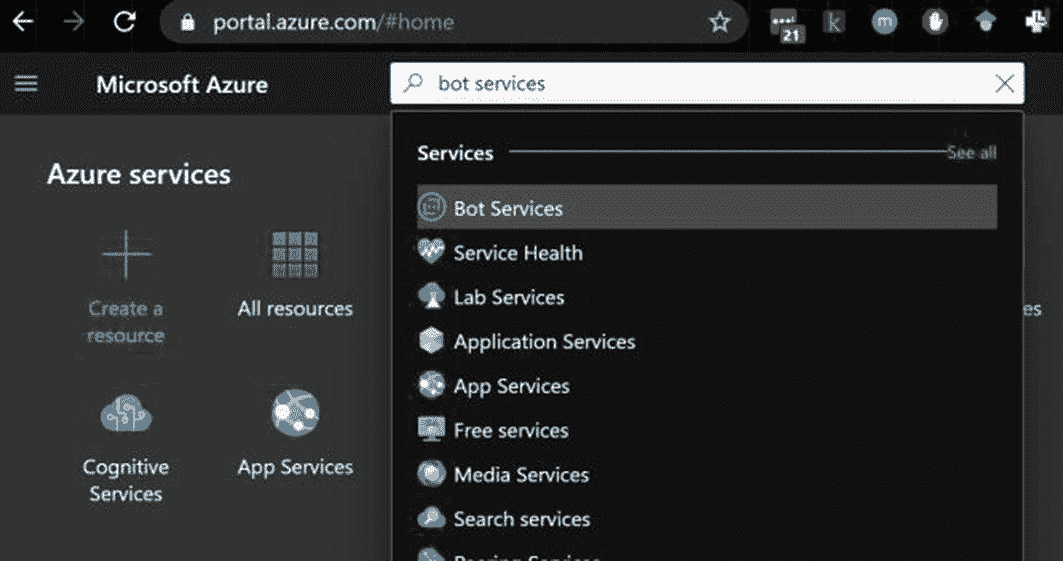 portal.azure.com/#home
21
k
m
Microsoft Azure
bot services
Services
See all
Azure services
Bot Services
Service Health
Create a
resource
All resources
Lab Services
es
Application Services
App Services
Free services
Cognitive
Services
App Services
Media Services
Search services